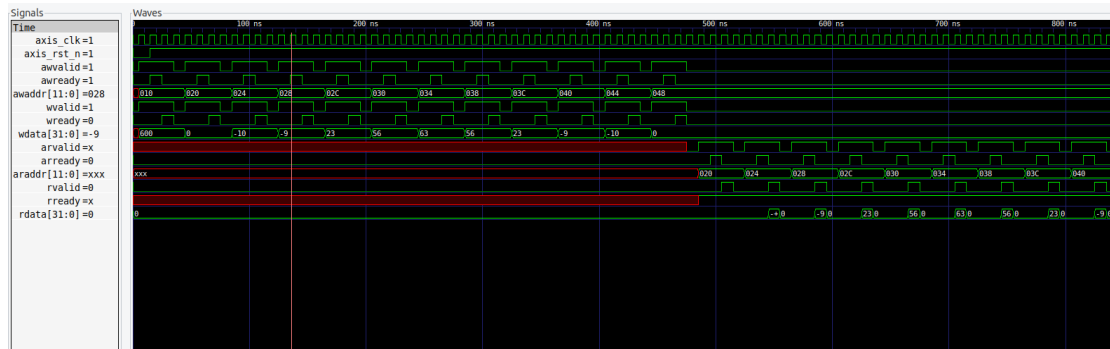 Signals
Waves
Time
100 ns 200 ns 300 ns 400 ns 500 ns 600 ns 700 ns 800 ns
axis_clk=1
axis_rst_n=1
awvalid=1
awready=1
awaddr[11:0]=028 010 020 024 028 02C 030 034 038 03C 040 044 048
wvalid=1
wready=0
wdata[31:0]=-9 600 0 -10 -9 23 56 63 56 23 -9 -10 0
arvalid=x
arready=0
araddr[11:0]=xxx xxx 020 024 028 02C 030 034 038 03C 040
rvalid=0
rready=x
rdata[31:0]=0 0 -+ 0 -9 0 23 0 56 0 63 0 56 0 23 0 -9 0